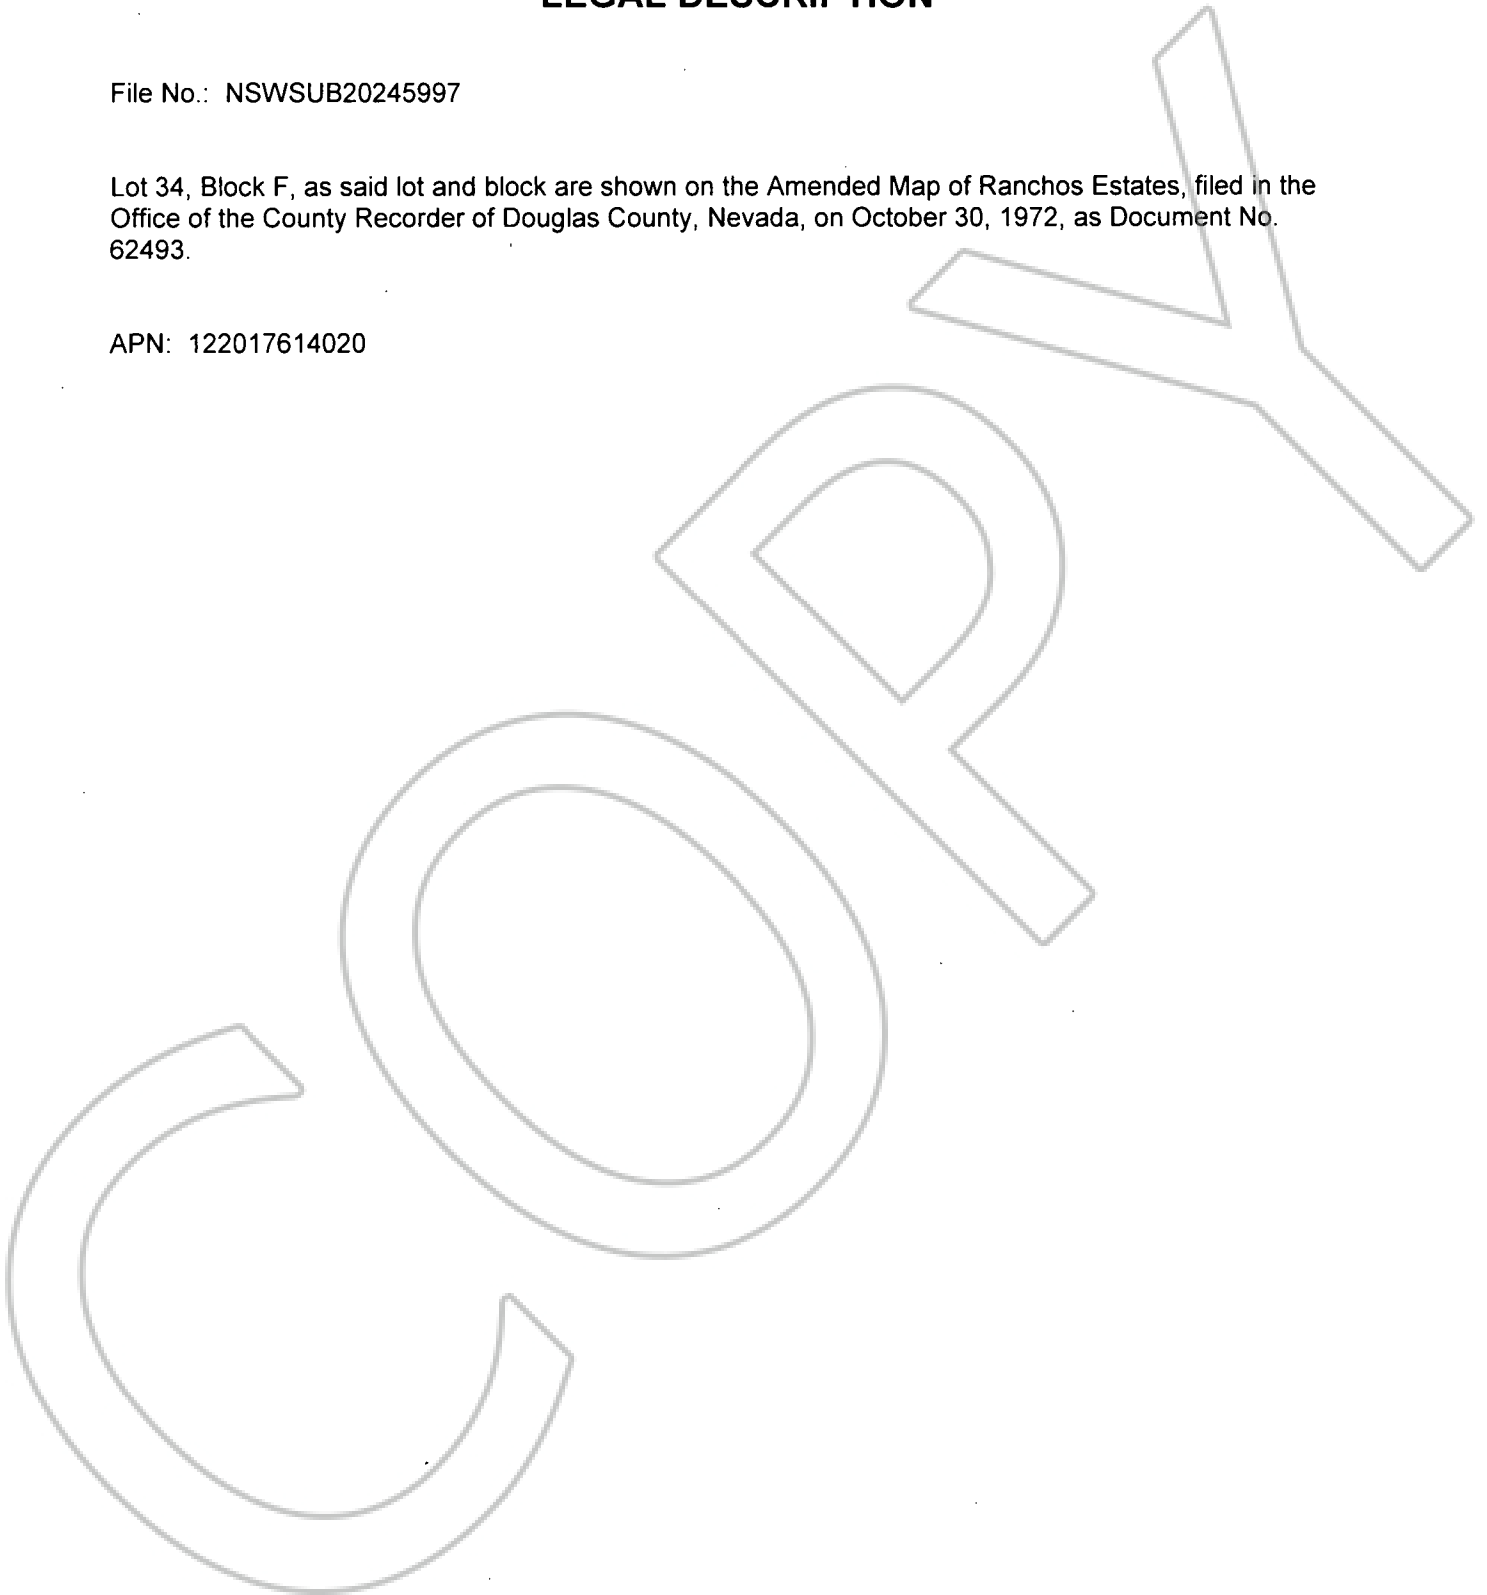 LEGAL DESCRIPTION
File No.: NSWSUB20245997
Lot 34, Block F, as said lot and block are shown on the Amended Map of Ranchos Estates, filed in the
Office of the County Recorder of Douglas County, Nevada, on October 30, 1972, as Document No.
62493.
APN: 122017614020
COPY